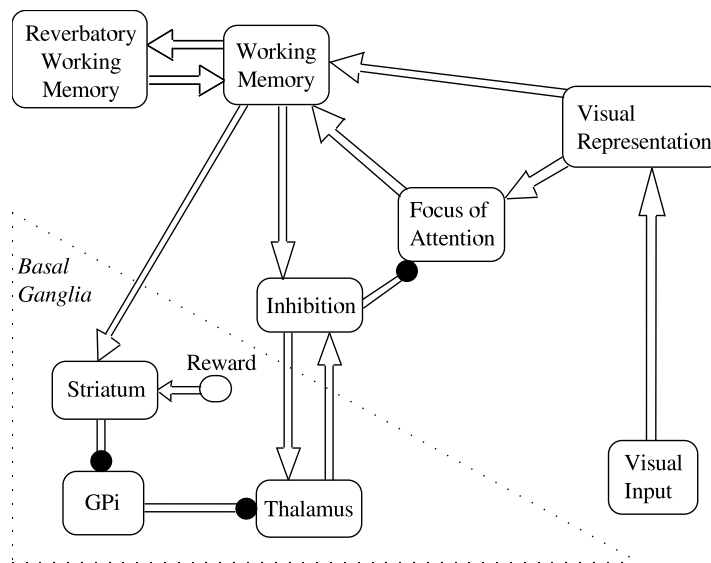 Reverbatory
Working
Memory
Working
Memory
Visual
Representation
Focus of
Attention
Basal
Ganglia
Inhibition
Reward
Striatum
Visual
Input
GPi
Thalamus